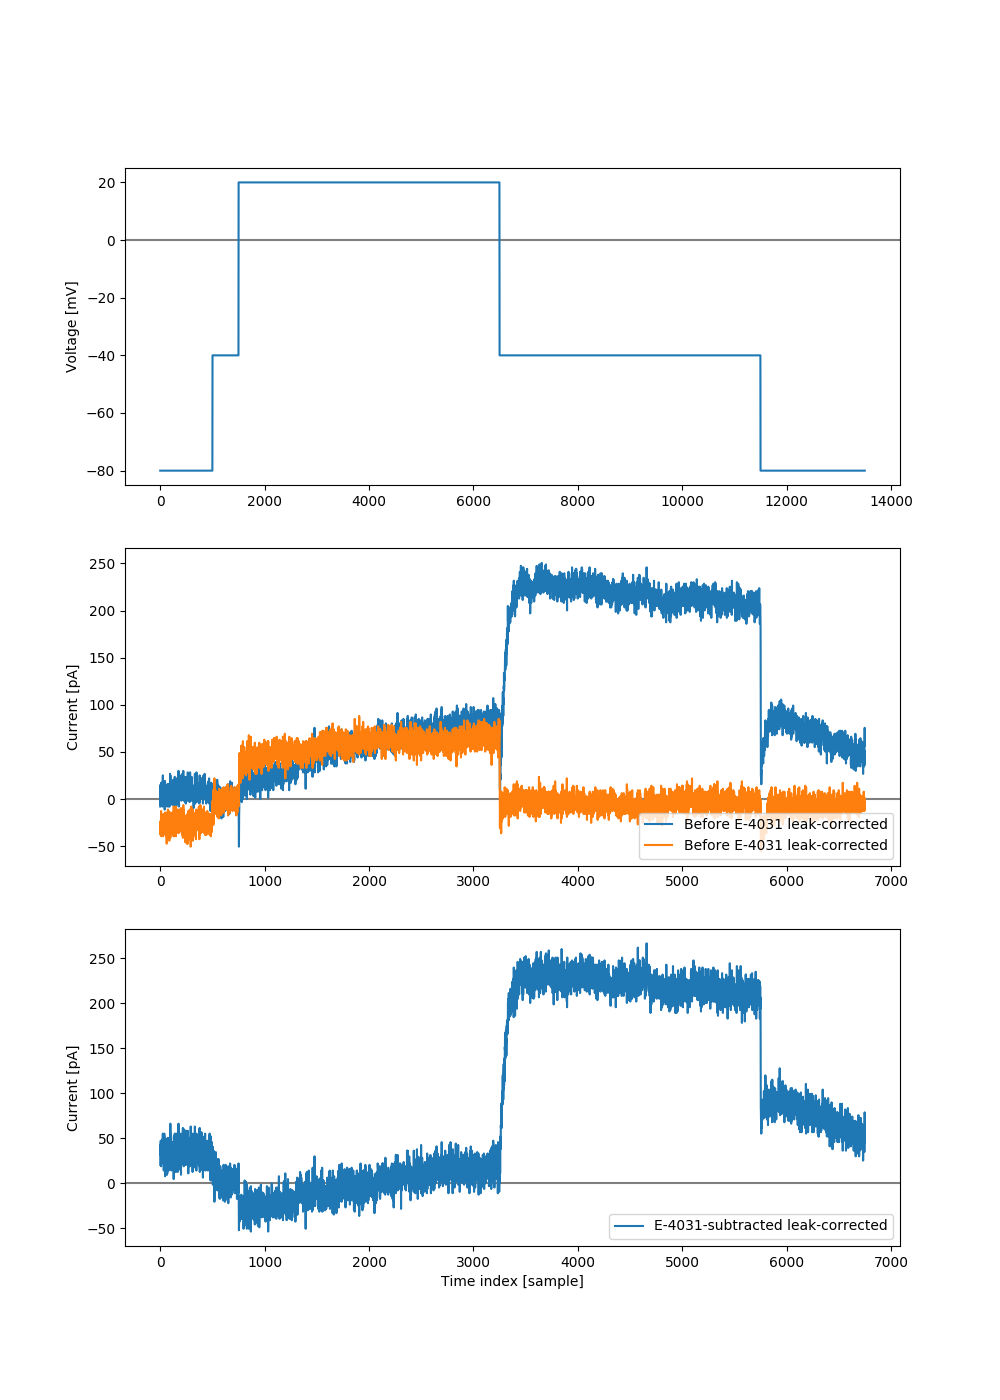 20
0
−20
−40
−60
−80
Voltage [mV]
0 2000 4000 6000 8000 10000 12000 14000
250
200
150
100
50
0
−50
Current [pA]
Before E-4031 leak-corrected
Before E-4031 leak-corrected
0 1000 2000 3000 4000 5000 6000 7000
250
200
150
100
50
0
−50
Current [pA]
E-4031-subtracted leak-corrected
0 1000 2000 3000 4000 5000 6000 7000
Time index [sample]